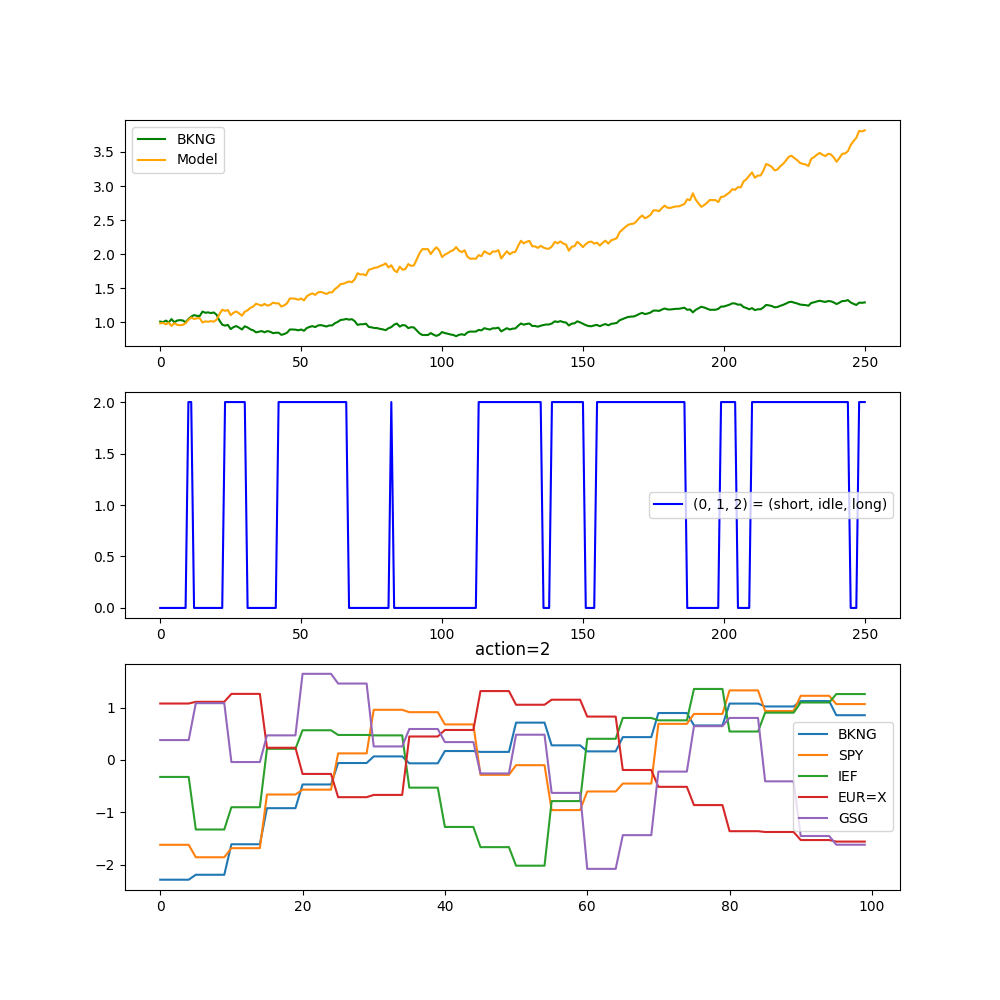 BKNG
Model
3.5
3.0
2.5
2.0
1.5
1.0
0 50 100 150 200 250
2.0
1.5
1.0
0.5
0.0
(0, 1, 2) = (short, idle, long)
0 50 100 150 200 250
action=2
1
0
−1
−2
BKNG
SPY
IEF
EUR=X
GSG
0 20 40 60 80 100